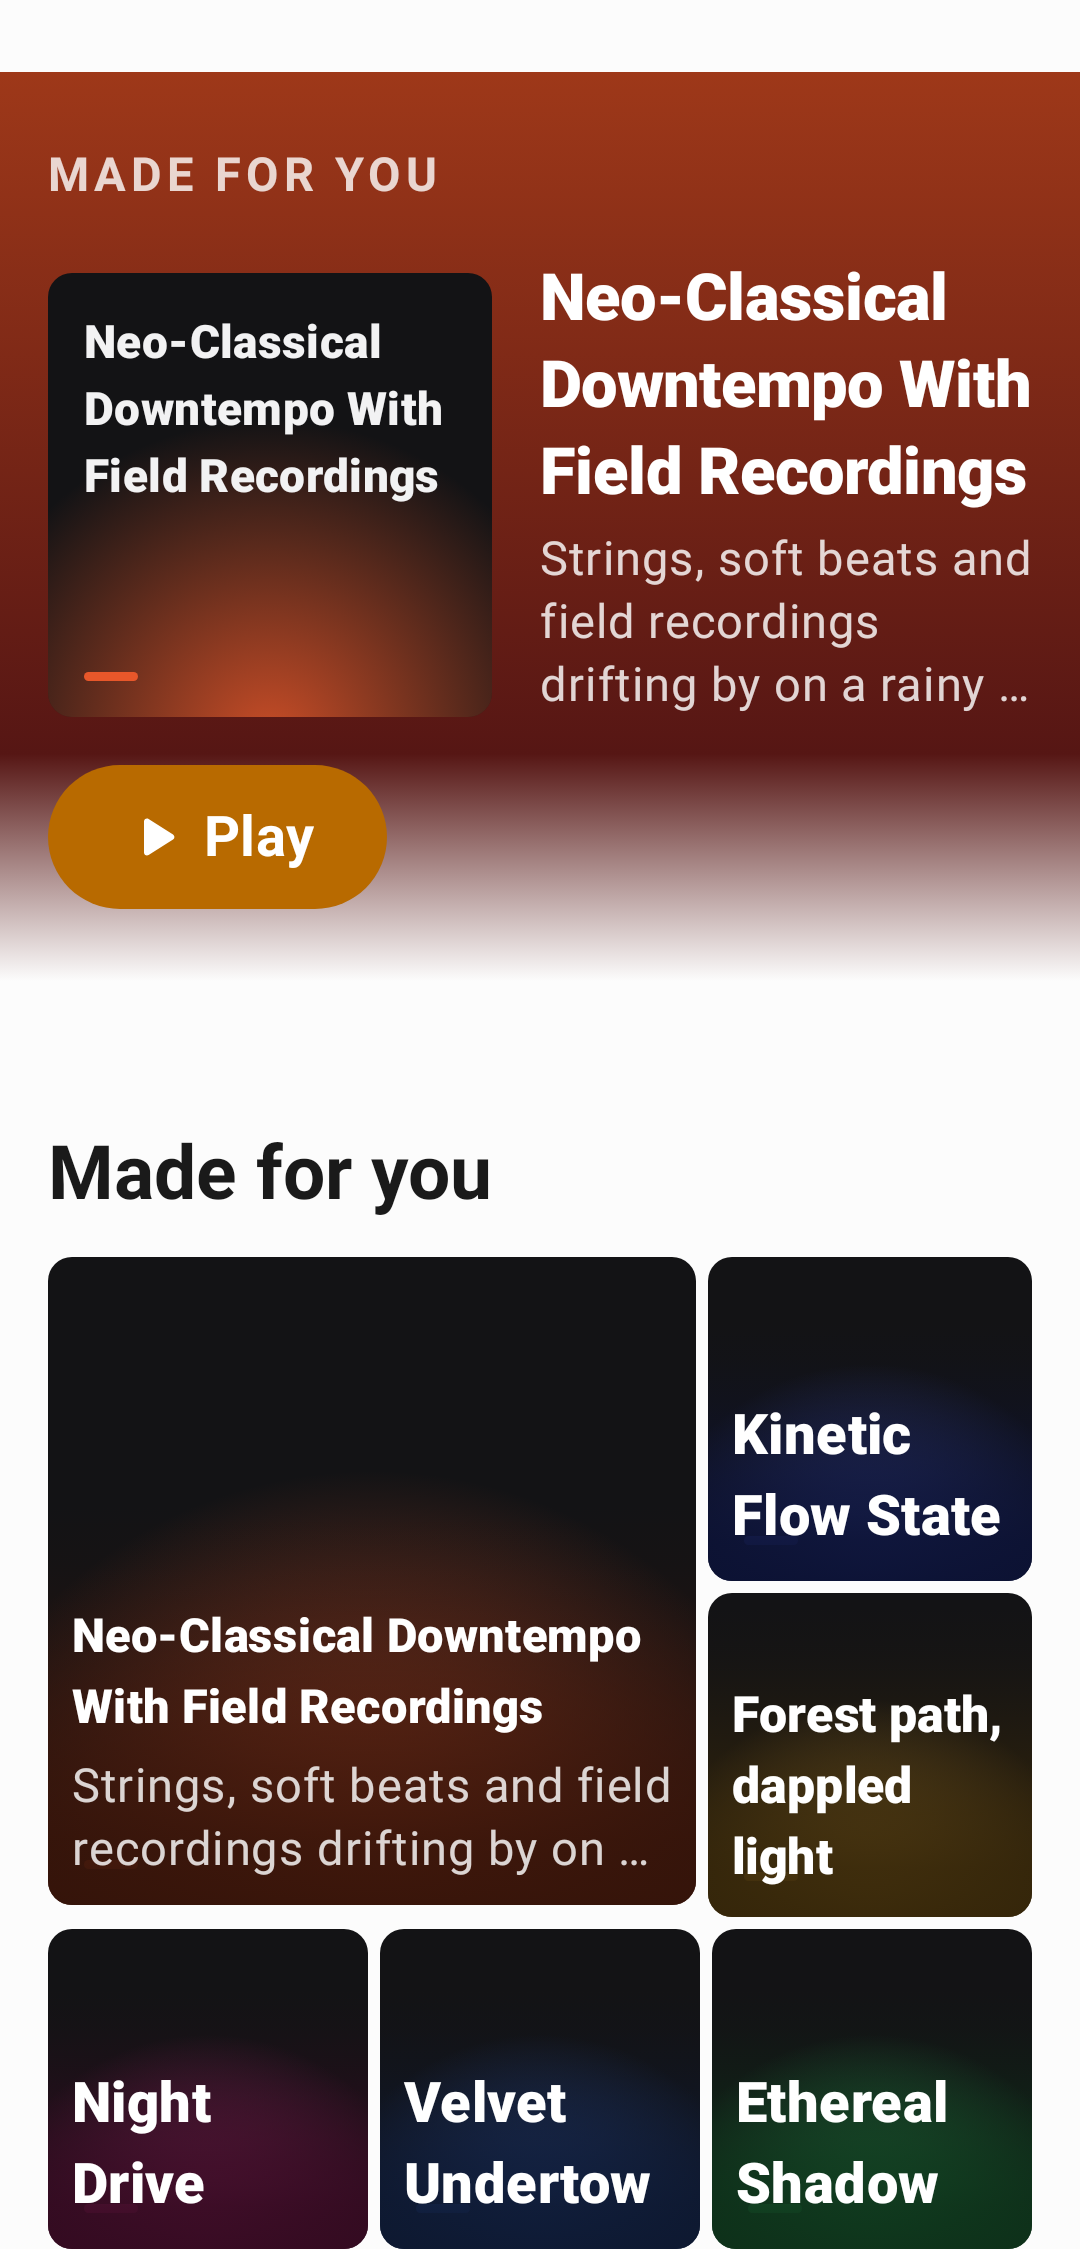 MADE FOR YOU
Neo-Classical
Downtempo With
Field Recordings
Neo-Classical
Downtempo With
Field Recordings
Strings, soft beats and
field recordings
drifting by on a rainy …
Play
Made for you
Neo-Classical Downtempo
With Field Recordings
Strings, soft beats and field
recordings drifting by on …
Kinetic
Flow State
Forest path,
dappled
light
Night
Drive
Velvet
Undertow
Ethereal
Shadow